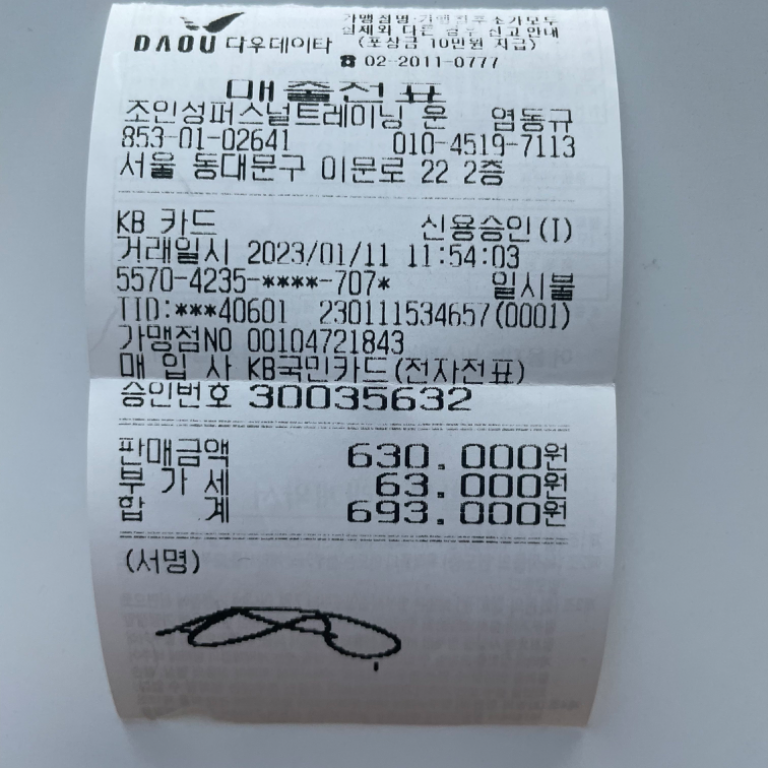 DAOU 다우데이타
가맹점명·가맹점주소가 모두
실제와 다른 경우 신고안내
(포상금 10만원 지급)
☎ 02-2011-0777
매출전표
조인성퍼스널트레이닝 운 엽동규
853-01-02641 010-4519-7113
서울 동대문구 이문로 22 2층
KB 카드 신용승인(I)
거래일시 2023/01/11 11:54:03
5570-4235-****-707* 일시불
TID:***40601 230111534657(0001)
가맹점NO 00104721843
매 입 사 KB국민카드(전자전표)
승인번호 30035632
판매금액 630.000원
부 가 세 63.000원
합 계 693.000원
(서명)